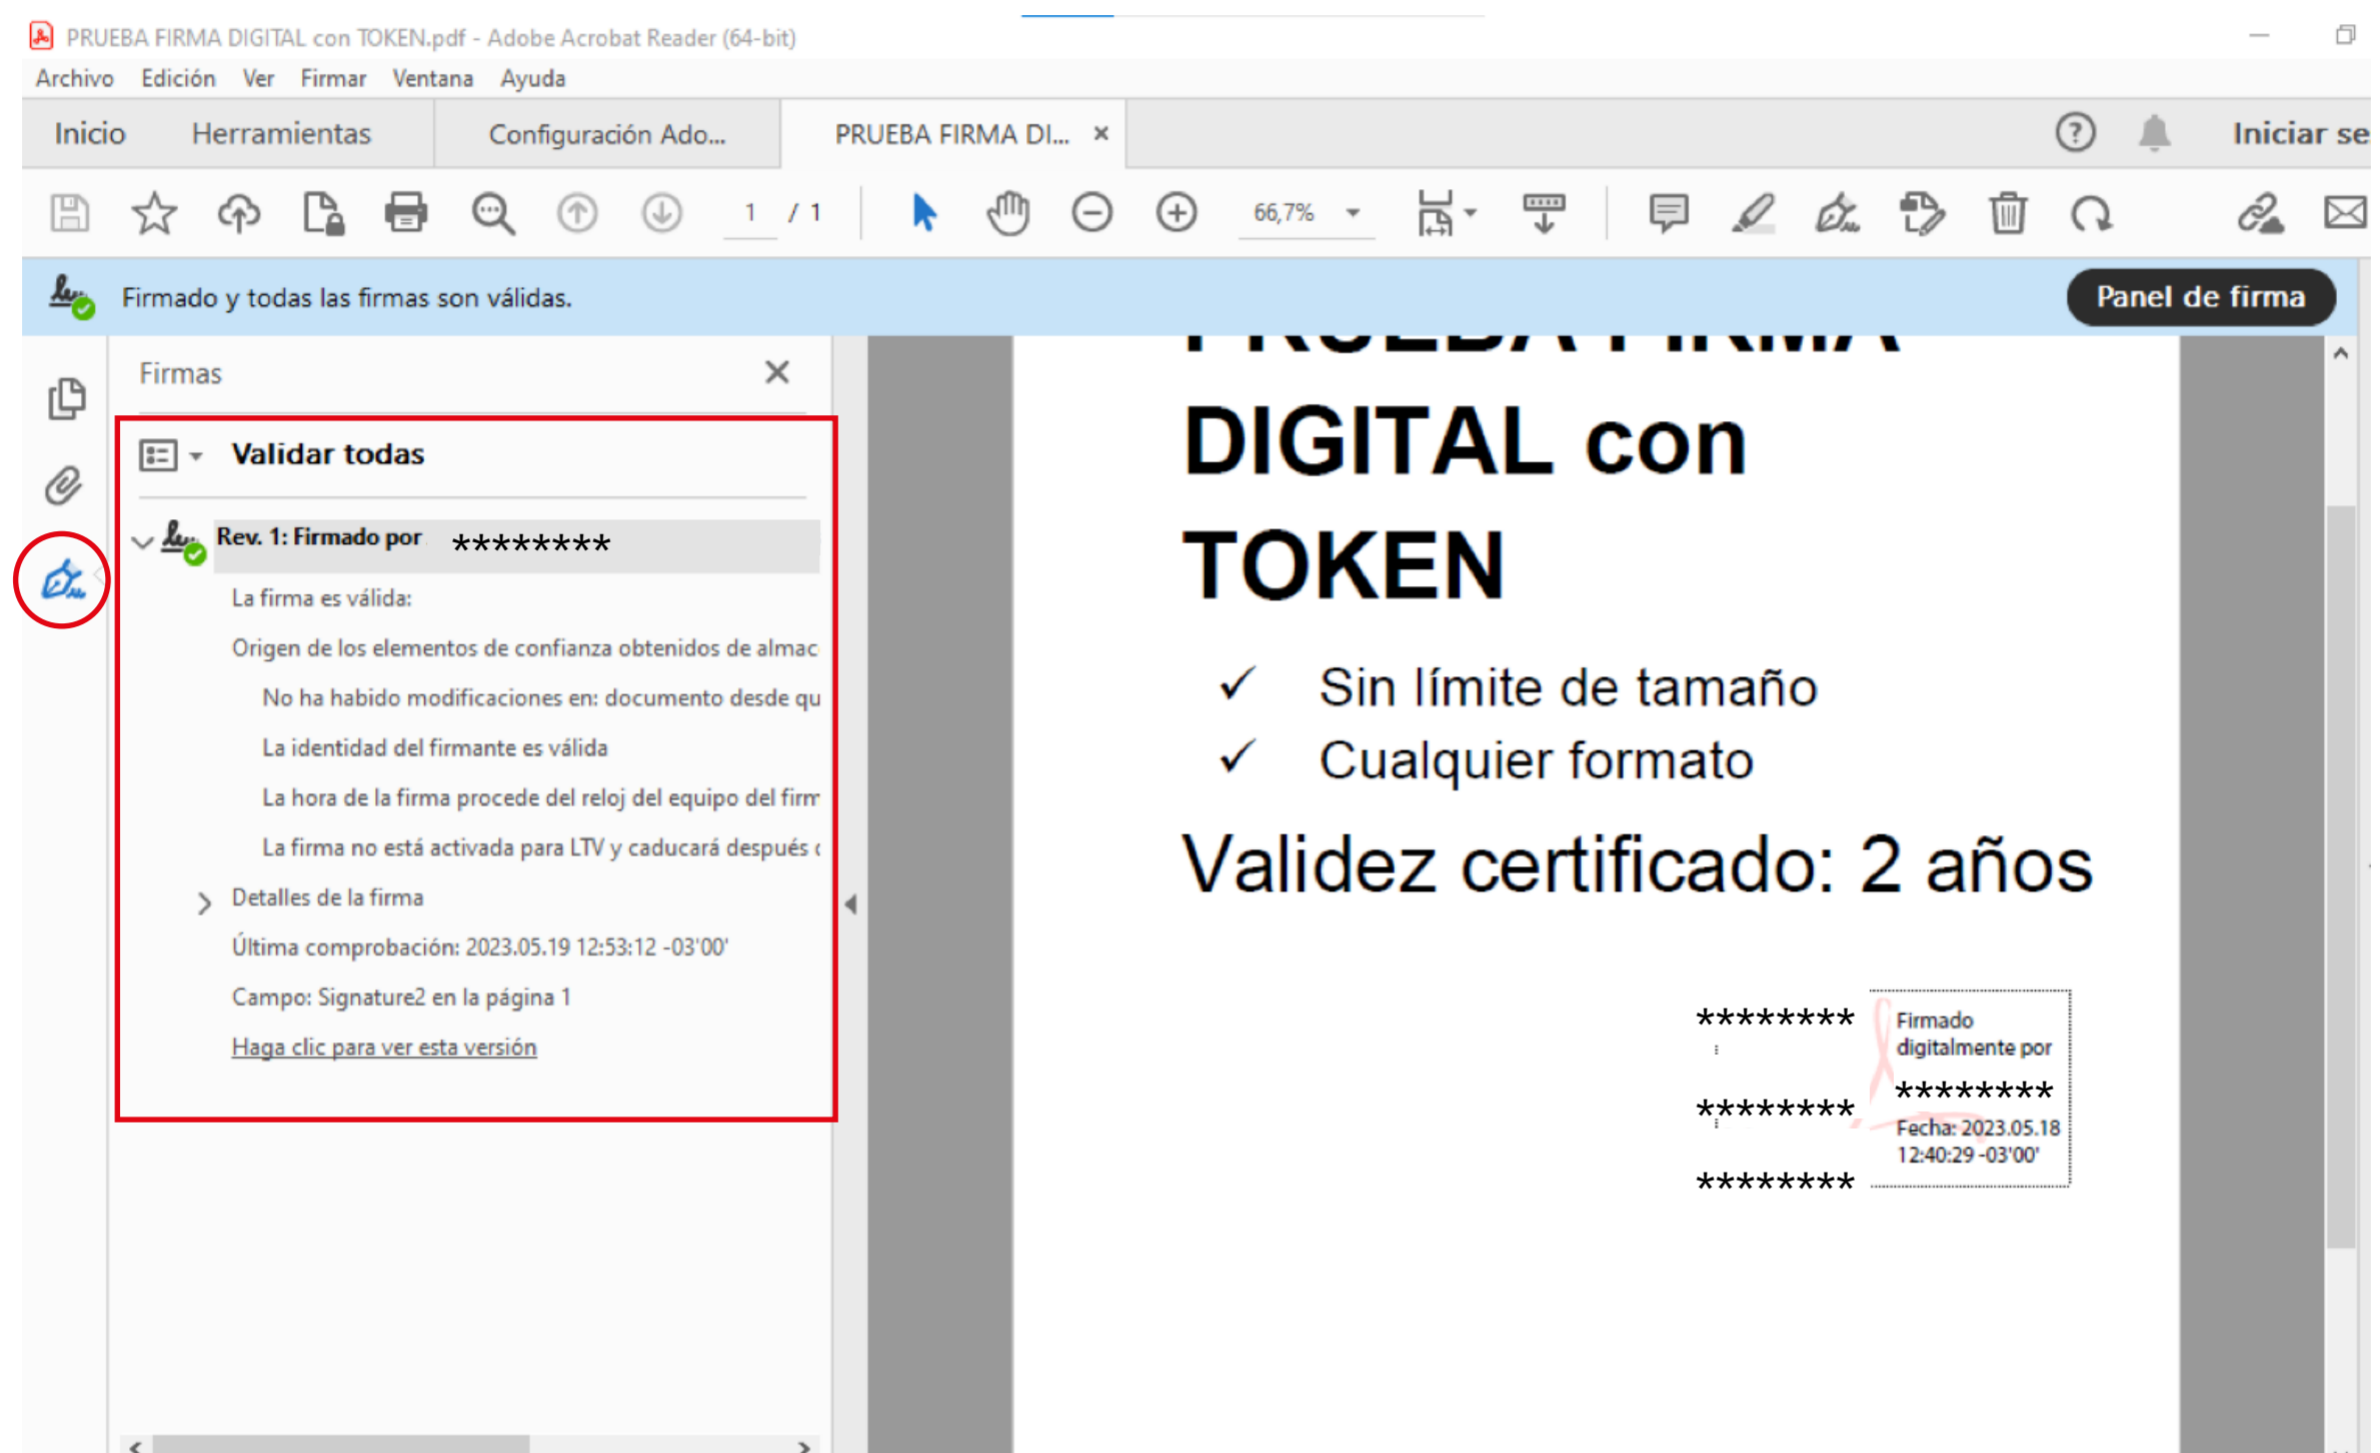 PRUEBA FIRMA DIGITAL con TOKEN.pdf - Adobe Acrobat Reader (64-bit)
Archivo Edición Ver Firmar Ventana Ayuda
Inicio Herramientas Configuración Ado... PRUEBA FIRMA DI... × Iniciar se
1 / 1 66,7%
Firmado y todas las firmas son válidas. Panel de firma
Firmas
Validar todas
Rev. 1: Firmado por ********
La firma es válida:
Origen de los elementos de confianza obtenidos de almac
No ha habido modificaciones en: documento desde qu
La identidad del firmante es válida
La hora de la firma procede del reloj del equipo del firm
La firma no está activada para LTV y caducará después
Detalles de la firma
Última comprobación: 2023.05.19 12:53:12 -03'00'
Campo: Signature2 en la página 1
Haga clic para ver esta versión
PRUEBA FIRMA
DIGITAL con
TOKEN
✓ Sin límite de tamaño
✓ Cualquier formato
Validez certificado: 2 años
********
********
********
Firmado
digitalmente por
********
Fecha: 2023.05.18
12:40:29 -03'00'